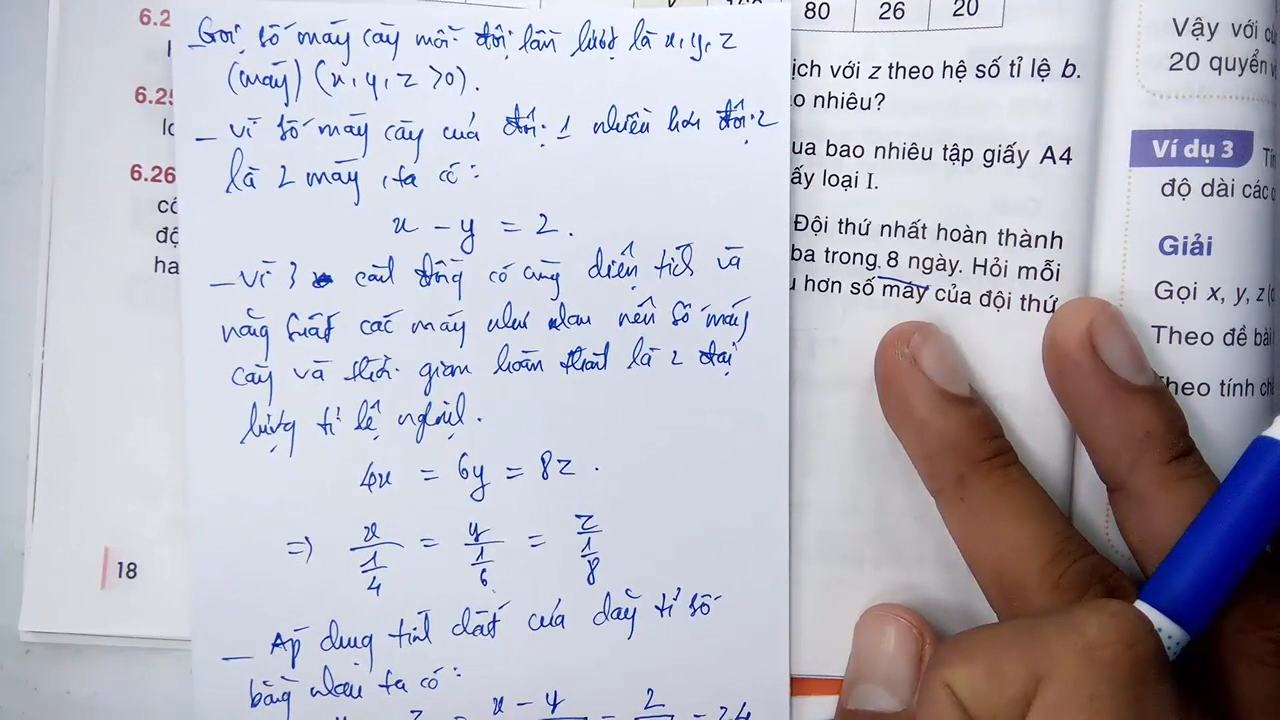 Gọi số máy cày mỗi đội lần lượt là x, y, z
(máy) (x, y, z >0).
– Vì số máy cày của đội 1 nhiều hơn đội 2
là 2 máy, ta có:
x – y = 2.
– Vì 3 cánh đồng có cùng diện tích và
năng suất các máy như nhau nên số máy
cày và thời gian hoàn thành là 2 đại
lượng tỉ lệ nghịch.
4x = 6y = 8z.
=> x/(1/4) = y/(1/6) = z/(1/8)
– Áp dụng tính chất của dãy tỉ số
bằng nhau ta có:
x – y
2
= 24
6.2
6.25
6.26
18
80 26 20
ịch với z theo hệ số tỉ lệ b.
o nhiêu?
ua bao nhiêu tập giấy A4
ấy loại I.
Đội thứ nhất hoàn thành
ba trong 8 ngày. Hỏi mỗi
hơn số máy của đội thứ
Vậy với
20 quyển
Ví dụ 3
độ dài các
Giải
Gọi x, y, z
Theo đề bài
Theo tính